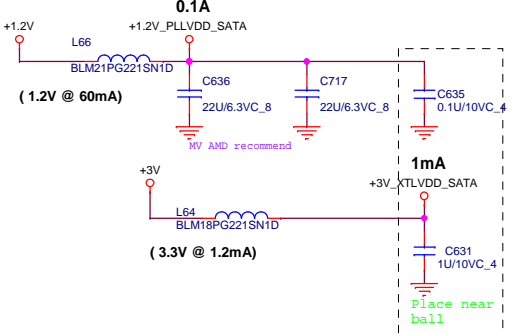 0.1A
+1.2V
+1.2V_PLLVDD_SATA
L66
BLM21PG221SN1D
( 1.2V @ 60mA)
C636
22U/6.3VC_8
C717
22U/6.3VC_8
C635
0.1U/10VC_4
MV AMD recommend
1mA
+3V
+3V_XTLVDD_SATA
L64
BLM18PG221SN1D
( 3.3V @ 1.2mA)
C631
1U/10VC_4
Place near
ball